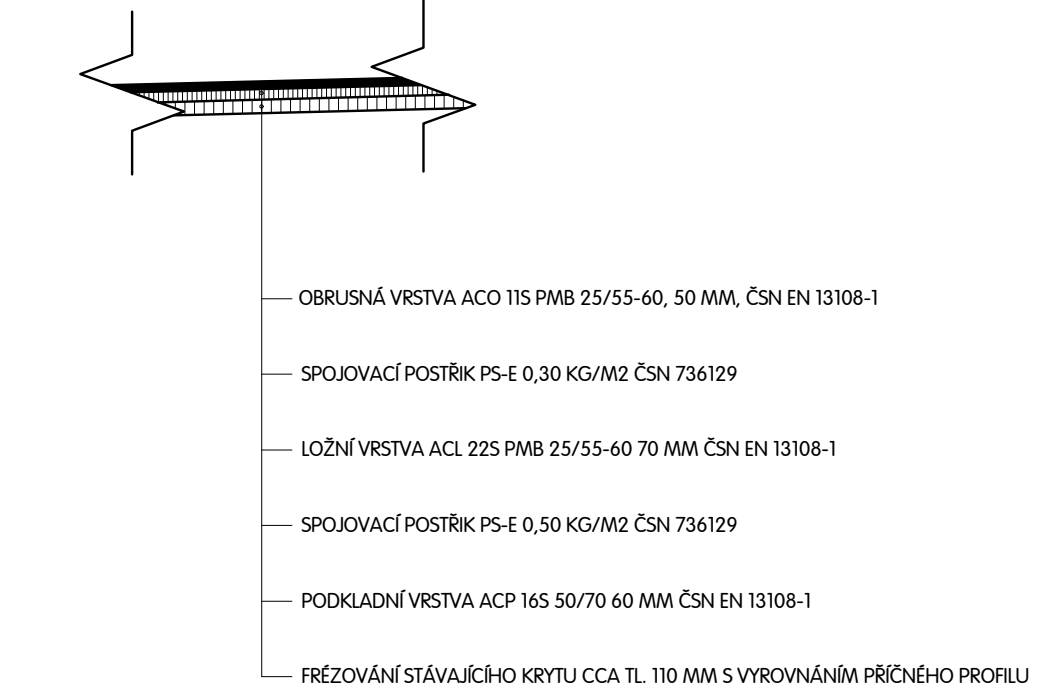 OBRUSNÁ VRSTVA ACO 11S PMB 25/55-60, 50 MM, ČSN EN 13108-1
SPOJOVACÍ POSTŘIK PS-E 0,30 KG/M2 ČSN 736129
LOŽNÍ VRSTVA ACL 22S PMB 25/55-60 70 MM ČSN EN 13108-1
SPOJOVACÍ POSTŘIK PS-E 0,50 KG/M2 ČSN 736129
PODKLADNÍ VRSTVA ACP 16S 50/70 60 MM ČSN EN 13108-1
FRÉZOVÁNÍ STÁVAJÍCÍHO KRYTU CCA TL. 110 MM S VYROVNÁNÍM PŘÍČNÉHO PROFILU